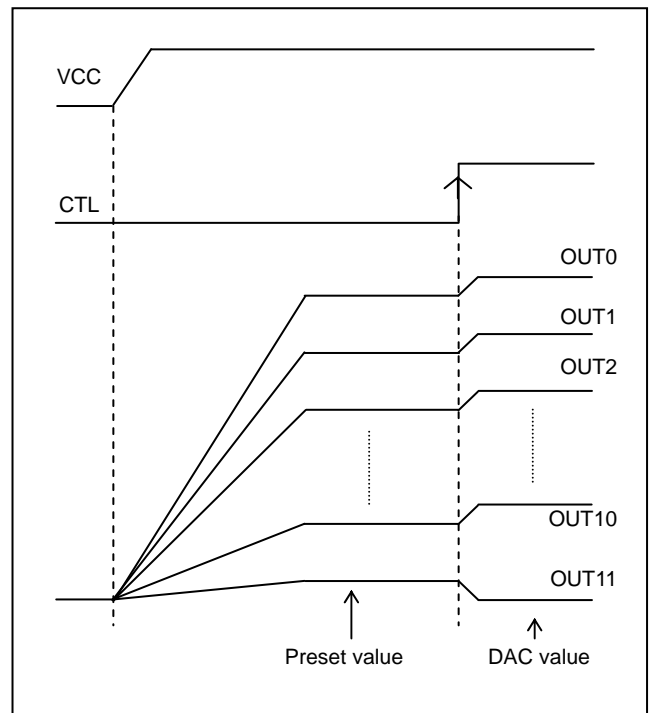 VCC
CTL
OUT0
OUT1
OUT2
OUT10
OUT11
Preset value
DAC value